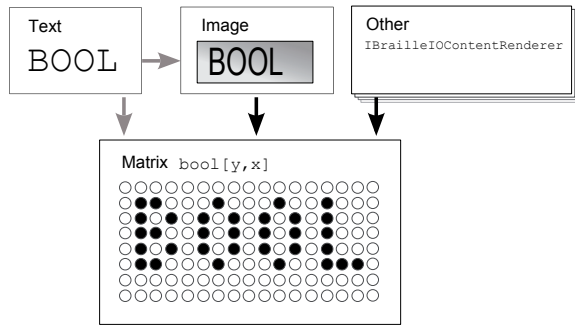 Text
BOOL
Image
BOOL
Other
IBrailleIOContentRenderer
Matrix bool[y,x]